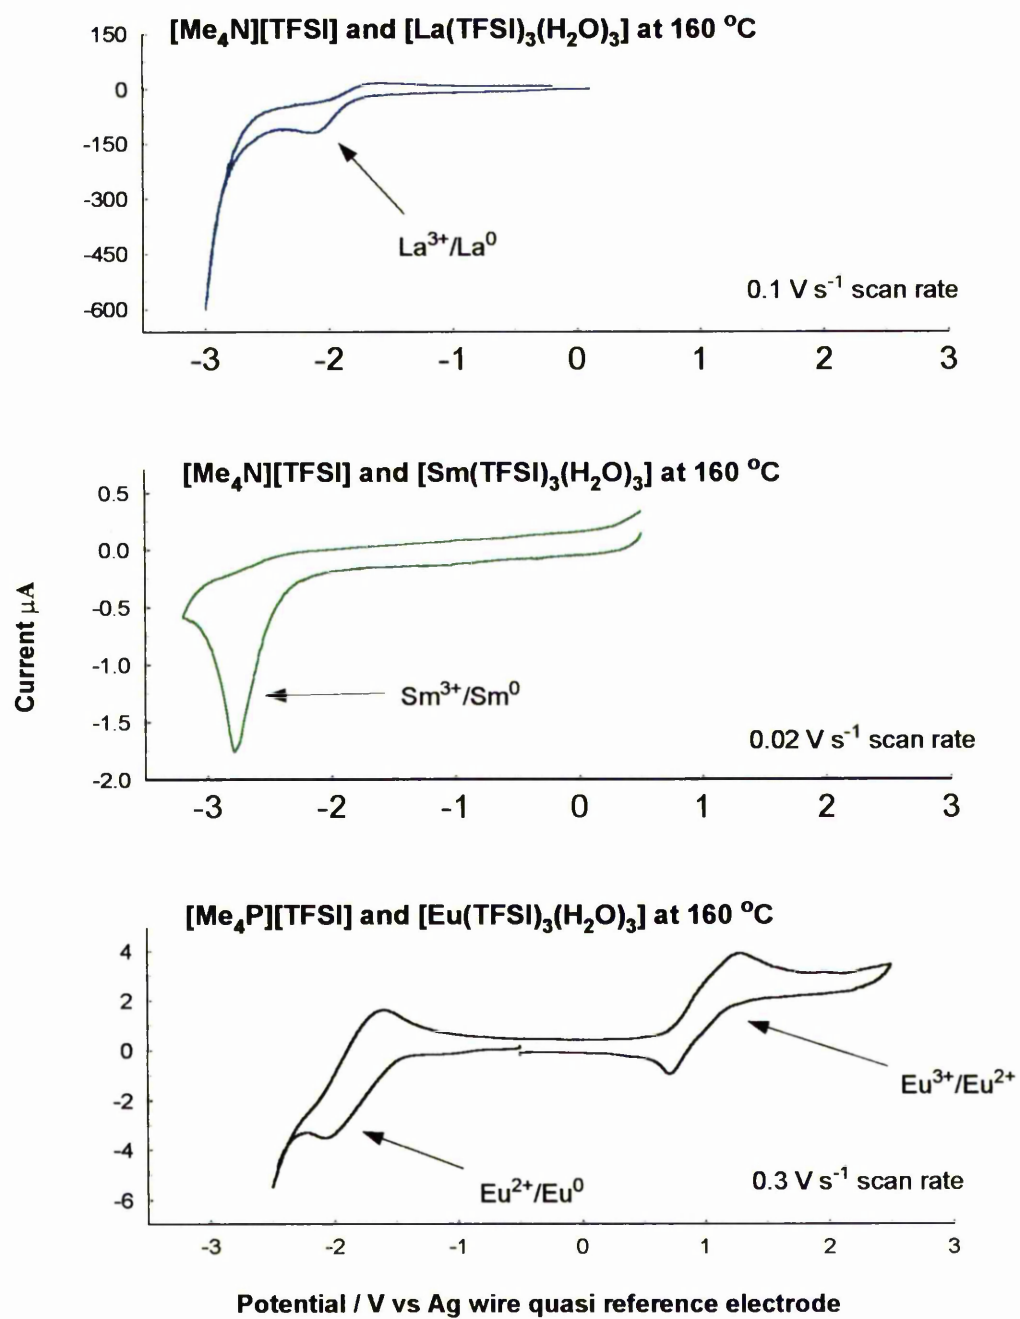 [Me₄N][TFSI] and [La(TFSI)₃(H₂O)₃] at 160 ºC
150
0
-150
-300
-450
-600
La³⁺/La⁰
0.1 V s⁻¹ scan rate
-3 -2 -1 0 1 2 3
[Me₄N][TFSI] and [Sm(TFSI)₃(H₂O)₃] at 160 ºC
0.5
0.0
-0.5
-1.0
-1.5
-2.0
Sm³⁺/Sm⁰
0.02 V s⁻¹ scan rate
-3 -2 -1 0 1 2 3
Current µA
[Me₄P][TFSI] and [Eu(TFSI)₃(H₂O)₃] at 160 ºC
4
2
0
-2
-4
-6
Eu³⁺/Eu²⁺
Eu²⁺/Eu⁰
0.3 V s⁻¹ scan rate
-3 -2 -1 0 1 2 3
Potential / V vs Ag wire quasi reference electrode